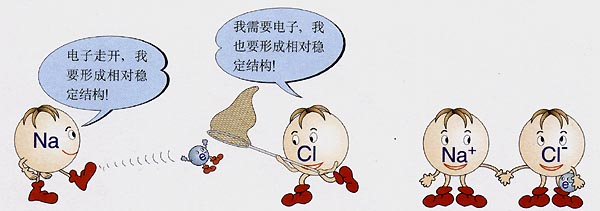 电子走开，我
要形成相对稳
定结构!
我需要电子，我
也要形成相对稳
定结构!
Na
e⁻
Cl
Na⁺
Cl⁻
e⁻